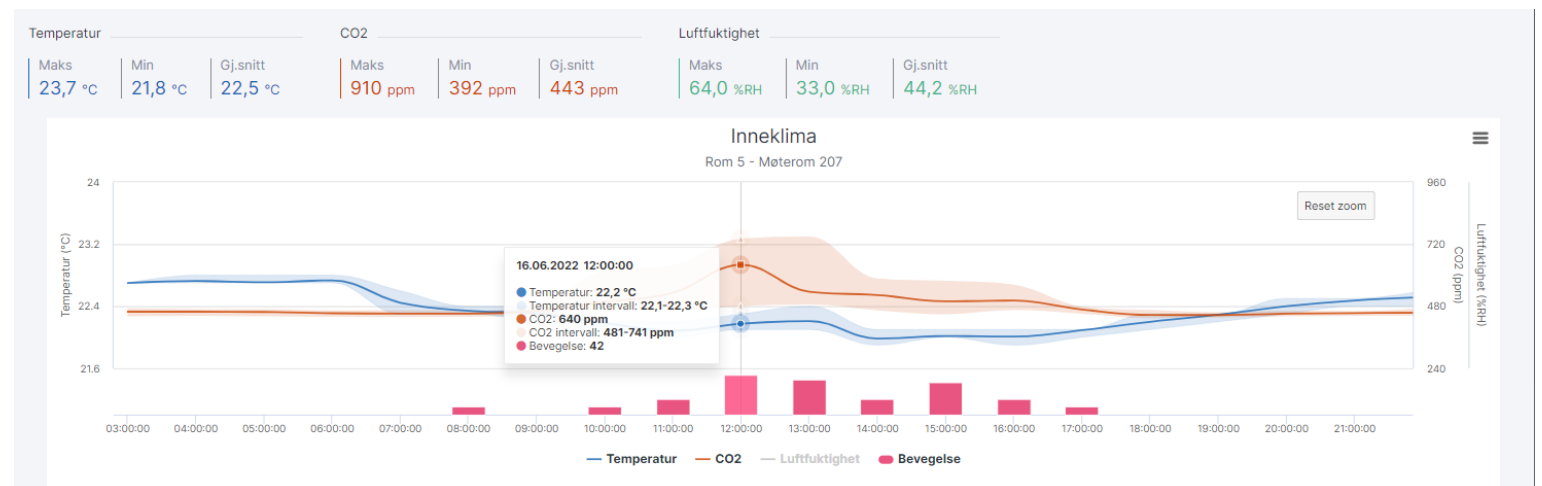 Temperatur CO2 Luftfuktighet
Maks Min Gj.snitt Maks Min Gj.snitt Maks Min Gj.snitt
23,7 °C 21,8 °C 22,5 °C 910 ppm 392 ppm 443 ppm 64,0 %RH 33,0 %RH 44,2 %RH
Inneklima
Rom 5 - Møterom 207
24 960
Reset zoom
23.2 720
22.4 480
21.6 240
Temperatur (°C)
CO2 (ppm)
Luftfuktighet (%RH)
16.06.2022 12:00:00
Temperatur: 22,2 °C
Temperatur intervall: 22,1-22,3 °C
CO2: 640 ppm
CO2 intervall: 481-741 ppm
Bevegelse: 42
03:00:00 04:00:00 05:00:00 06:00:00 07:00:00 08:00:00 09:00:00 10:00:00 11:00:00 12:00:00 13:00:00 14:00:00 15:00:00 16:00:00 17:00:00 18:00:00 19:00:00 20:00:00 21:00:00
Temperatur CO2 Luftfuktighet Bevegelse